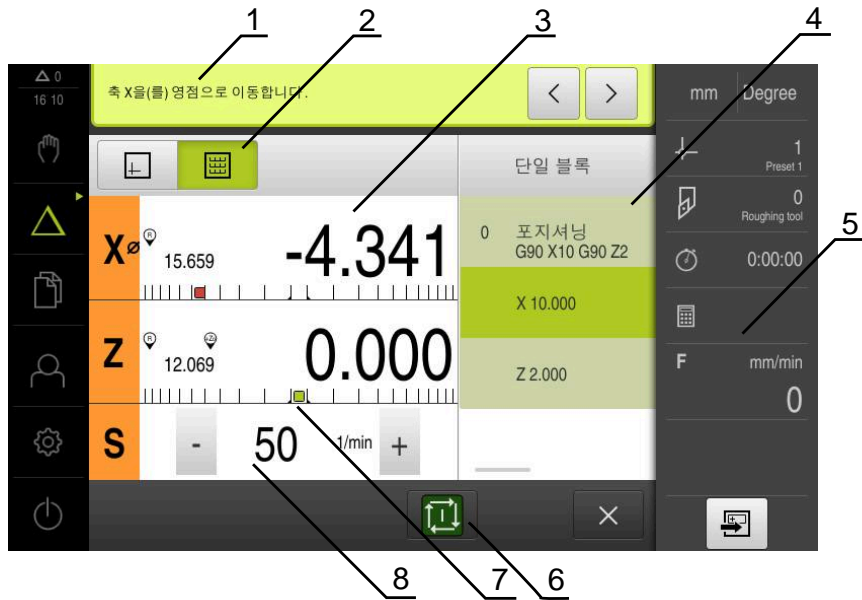 1 2 3 4
0
16 10
축 X을(를) 영점으로 이동합니다.
< >
mm Degree
단일 블록
1
Preset 1
0
Roughing tool
5
X⌀ R 15.659 -4.341
0 포지셔닝
G90 X10 G90 Z2
0:00:00
X 10.000
Z R 12.069 0.000
Z 2.000
F mm/min
0
S - 50 1/min +
8 7 6